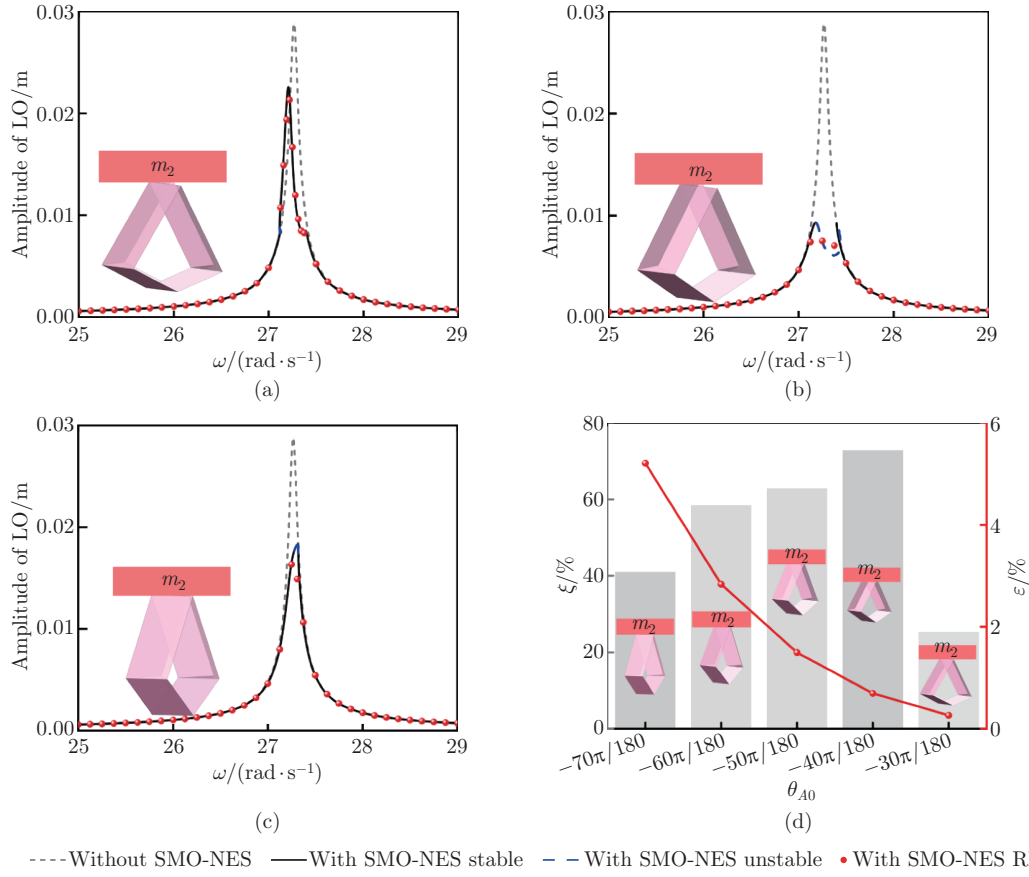 0.03
0.02
0.01
0.00
Amplitude of LO/m
m₂
25 26 27 28 29
ω/(rad·s⁻¹)
(a)
0.03
0.02
0.01
0.00
Amplitude of LO/m
m₂
25 26 27 28 29
ω/(rad·s⁻¹)
(b)
0.03
0.02
0.01
0.00
Amplitude of LO/m
m₂
25 26 27 28 29
ω/(rad·s⁻¹)
(c)
80
60
40
20
0
ξ/%
6
4
2
0
ε/%
m₂
m₂
m₂
m₂
m₂
−70π/180 −60π/180 −50π/180 −40π/180 −30π/180
θ_A0
(d)
Without SMO-NES With SMO-NES stable With SMO-NES unstable With SMO-NES R